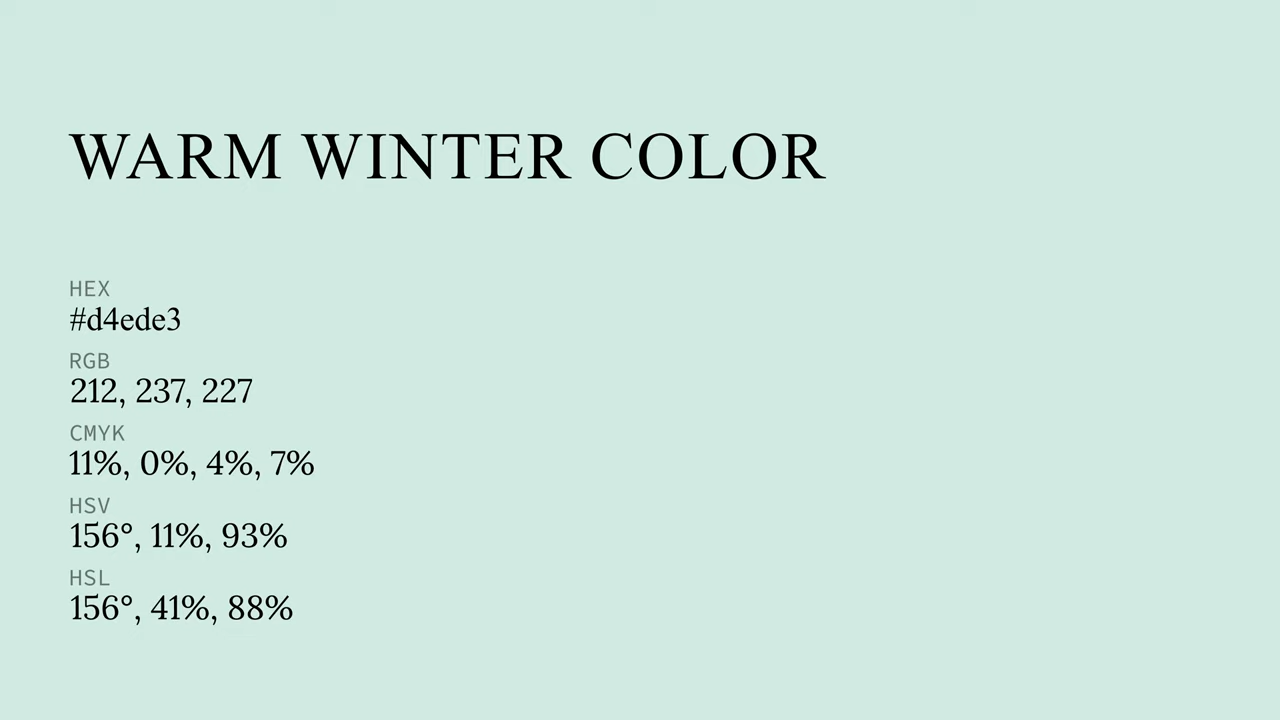 WARM WINTER COLOR
HEX
#d4ede3
RGB
212, 237, 227
CMYK
11%, 0%, 4%, 7%
HSV
156°, 11%, 93%
HSL
156°, 41%, 88%